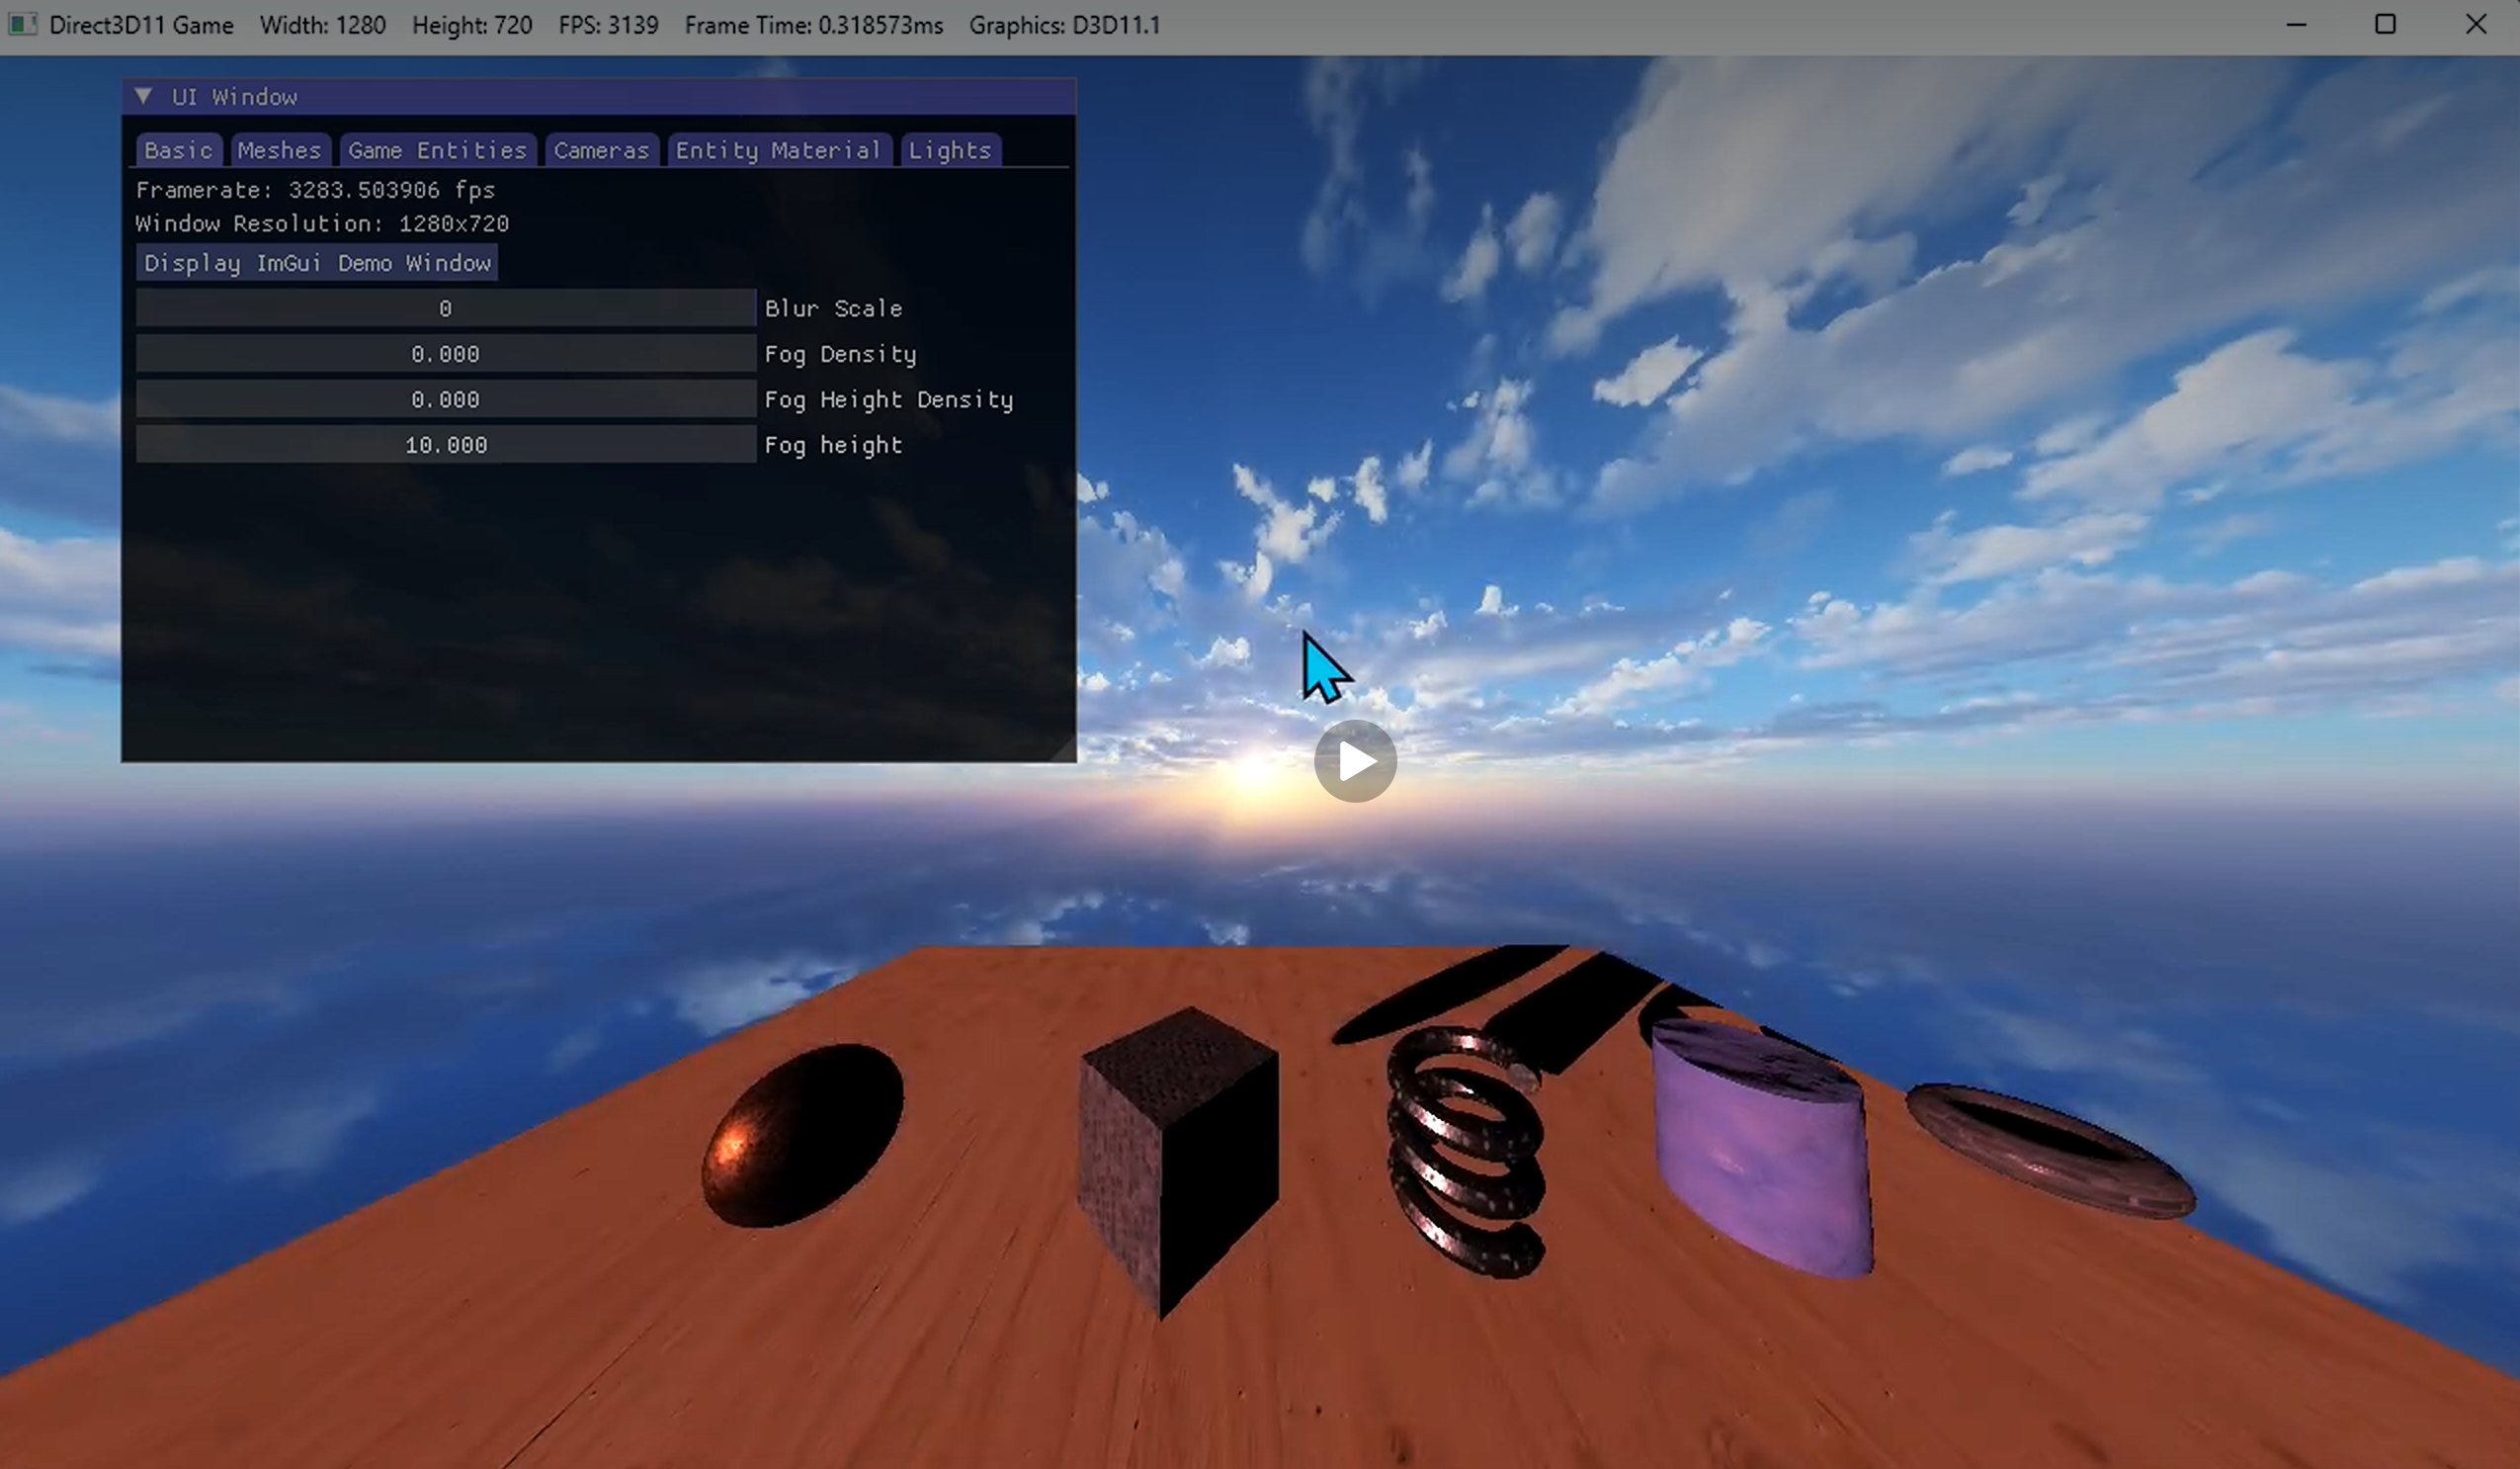 Direct3D11 Game Width: 1280 Height: 720 FPS: 3139 Frame Time: 0.318573ms Graphics: D3D11.1
UI Window
Basic Meshes Game Entities Cameras Entity Material Lights
Framerate: 3283.503906 fps
Window Resolution: 1280x720
Display ImGui Demo Window
0 Blur Scale
0.000 Fog Density
0.000 Fog Height Density
10.000 Fog height